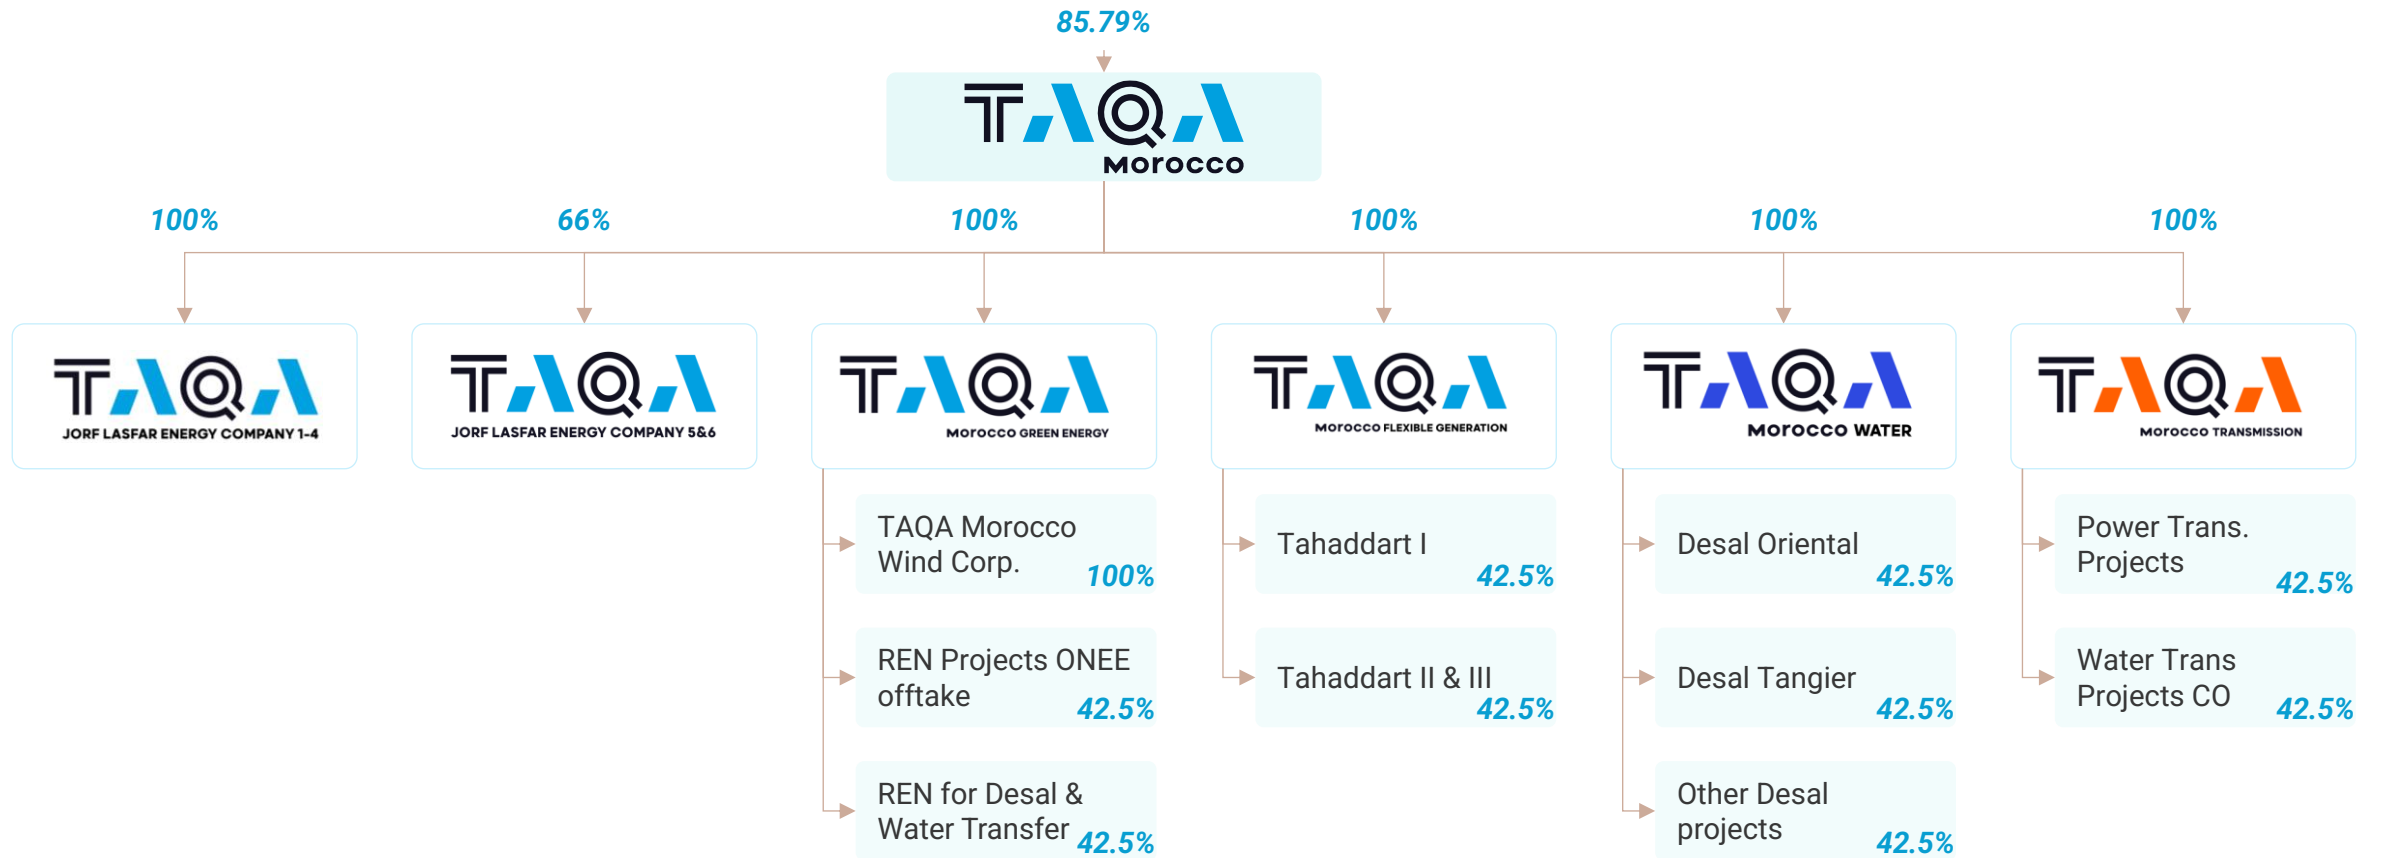 85.79%
TAQA
Morocco
100%
66%
100%
100%
100%
100%
TAQA
JORF LASFAR ENERGY COMPANY 1-4
TAQA
JORF LASFAR ENERGY COMPANY 5&6
TAQA
Morocco GREEN ENERGY
TAQA
Morocco FLEXIBLE GENERATION
TAQA
Morocco WATER
TAQA
Morocco TRANSMISSION
TAQA Morocco
Wind Corp.
100%
REN Projects ONEE
offtake
42.5%
REN for Desal &
Water Transfer
42.5%
Tahaddart I
42.5%
Tahaddart II & III
42.5%
Desal Oriental
42.5%
Desal Tangier
42.5%
Other Desal
projects
42.5%
Power Trans.
Projects
42.5%
Water Trans
Projects CO
42.5%